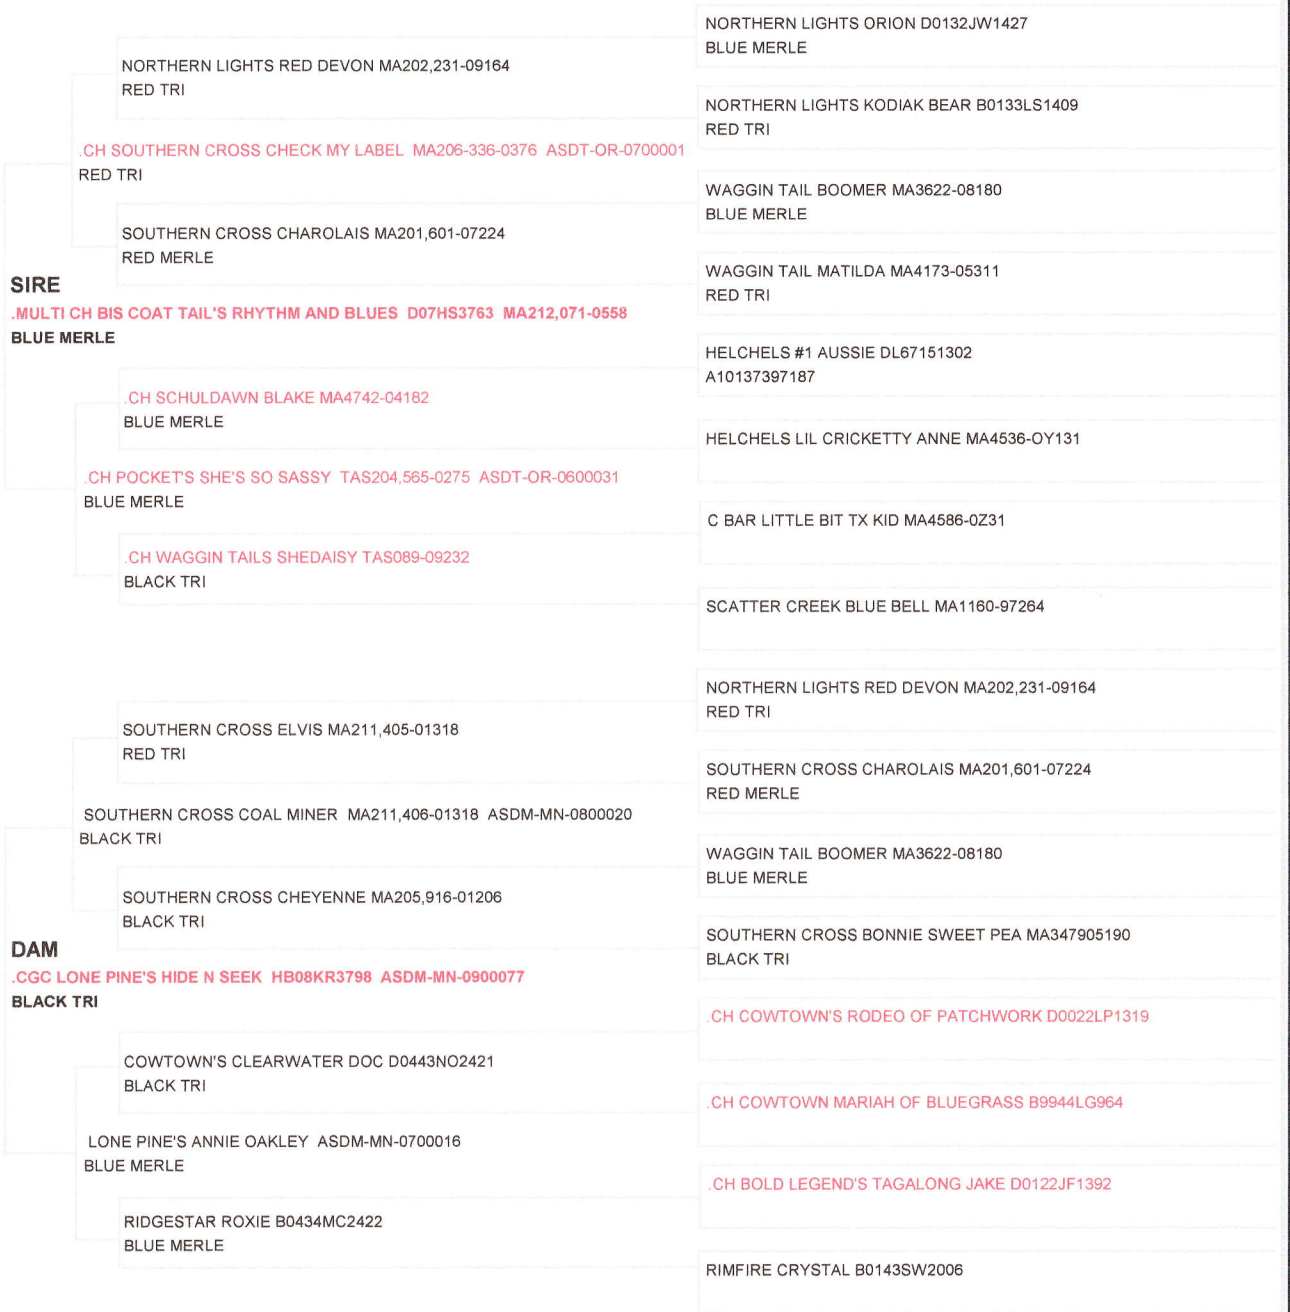 NORTHERN LIGHTS ORION D0132JW1427
BLUE MERLE
NORTHERN LIGHTS RED DEVON MA202,231-09164
RED TRI
NORTHERN LIGHTS KODIAK BEAR B0133LS1409
RED TRI
.CH SOUTHERN CROSS CHECK MY LABEL MA206-336-0376 ASDT-OR-0700001
RED TRI
WAGGIN TAIL BOOMER MA3622-08180
BLUE MERLE
SOUTHERN CROSS CHAROLAIS MA201,601-07224
RED MERLE
WAGGIN TAIL MATILDA MA4173-05311
RED TRI
SIRE
.MULTI CH BIS COAT TAIL'S RHYTHM AND BLUES D07HS3763 MA212,071-0558
BLUE MERLE
HELCHELS #1 AUSSIE DL67151302
A10137397187
.CH SCHULDAWN BLAKE MA4742-04182
BLUE MERLE
HELCHELS LIL CRICKETTY ANNE MA4536-OY131
.CH POCKET'S SHE'S SO SASSY TAS204,565-0275 ASDT-OR-0600031
BLUE MERLE
C BAR LITTLE BIT TX KID MA4586-0Z31
.CH WAGGIN TAILS SHEDAISY TAS089-09232
BLACK TRI
SCATTER CREEK BLUE BELL MA1160-97264
NORTHERN LIGHTS RED DEVON MA202,231-09164
RED TRI
SOUTHERN CROSS ELVIS MA211,405-01318
RED TRI
SOUTHERN CROSS CHAROLAIS MA201,601-07224
RED MERLE
SOUTHERN CROSS COAL MINER MA211,406-01318 ASDM-MN-0800020
BLACK TRI
WAGGIN TAIL BOOMER MA3622-08180
BLUE MERLE
SOUTHERN CROSS CHEYENNE MA205,916-01206
BLACK TRI
SOUTHERN CROSS BONNIE SWEET PEA MA347905190
BLACK TRI
DAM
.CGC LONE PINE'S HIDE N SEEK HB08KR3798 ASDM-MN-0900077
BLACK TRI
.CH COWTOWN'S RODEO OF PATCHWORK D0022LP1319
COWTOWN'S CLEARWATER DOC D0443NO2421
BLACK TRI
.CH COWTOWN MARIAH OF BLUEGRASS B9944LG964
LONE PINE'S ANNIE OAKLEY ASDM-MN-0700016
BLUE MERLE
.CH BOLD LEGEND'S TAGALONG JAKE D0122JF1392
RIDGESTAR ROXIE B0434MC2422
BLUE MERLE
RIMFIRE CRYSTAL B0143SW2006